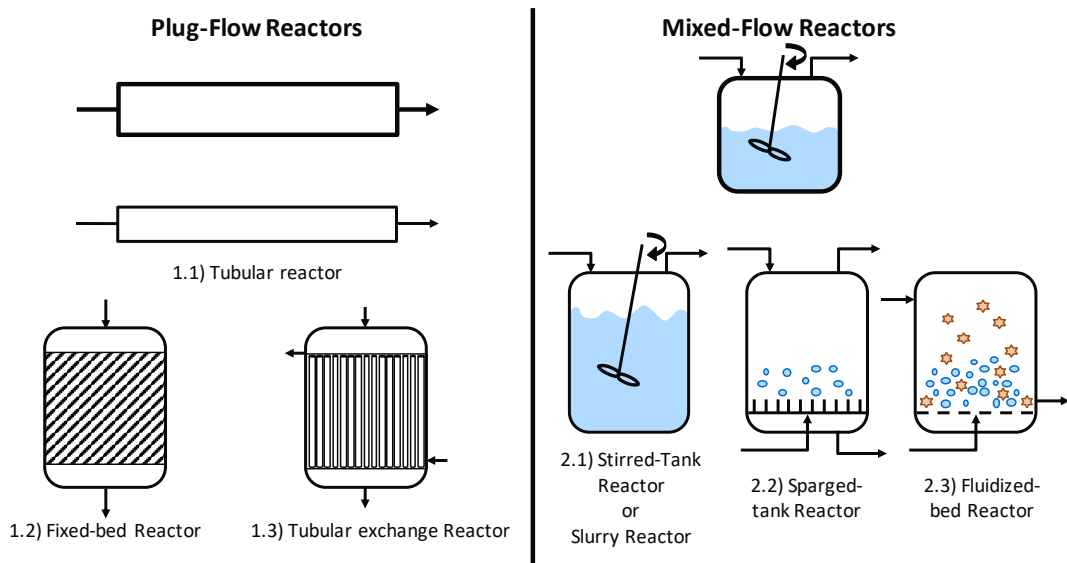 Plug-Flow Reactors
1.1) Tubular reactor
1.2) Fixed-bed Reactor
1.3) Tubular exchange Reactor
Mixed-Flow Reactors
2.1) Stirred-Tank
Reactor
or
Slurry Reactor
2.2) Sparged-
tank Reactor
2.3) Fluidized-
bed Reactor